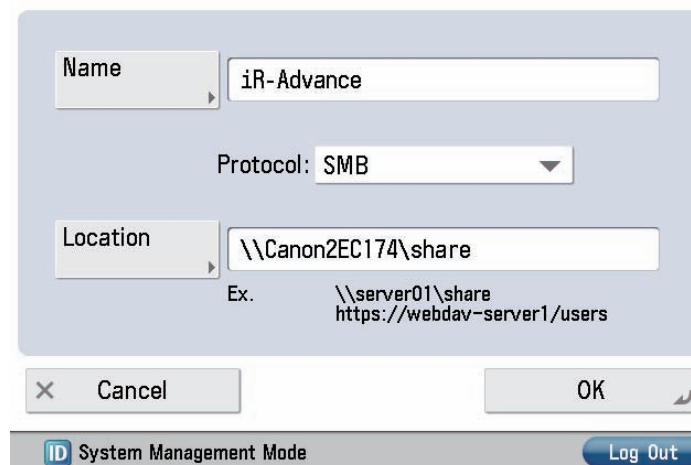 Name
iR-Advance
Protocol: SMB
Location
\\Canon2EC174\share
Ex. \\server01\share
https://webdav-server1/users
Cancel
OK
ID System Management Mode
Log Out